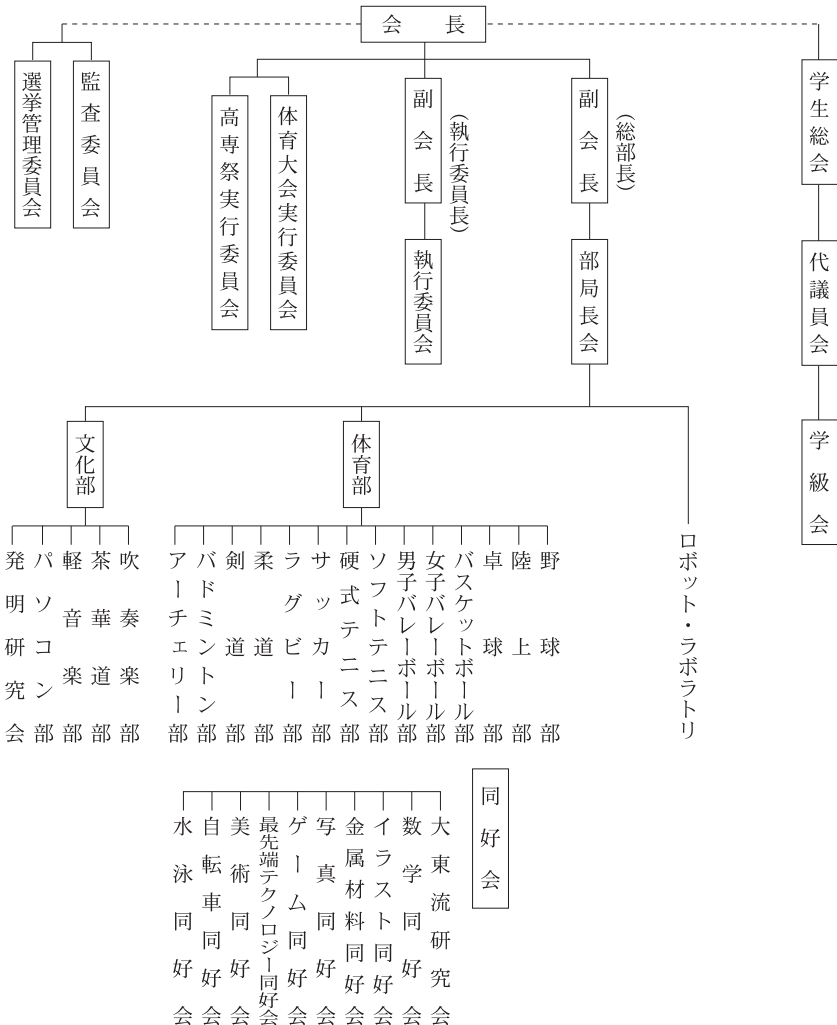 会長
学生総会
代議員会
学級会
副会長
（総部長）
部局長会
副会長
（執行委員長）
執行委員会
体育大会実行委員会
高専祭実行委員会
監査委員会
選挙管理委員会
ロボット・ラボラトリ
体育部
野球部
陸上部
卓球部
バスケットボール部
女子バレーボール部
男子バレーボール部
ソフトテニス部
硬式テニス部
サッカー部
ラグビー部
柔道部
剣道部
バドミントン部
アーチェリー部
文化部
吹奏楽部
茶華道部
軽音楽部
パソコン部
発明研究会
同好会
大東流研究会
数学同好会
イラスト同好会
金属材料同好会
写真同好会
ゲーム同好会
最先端テクノロジー同好会
美術同好会
自転車同好会
水泳同好会